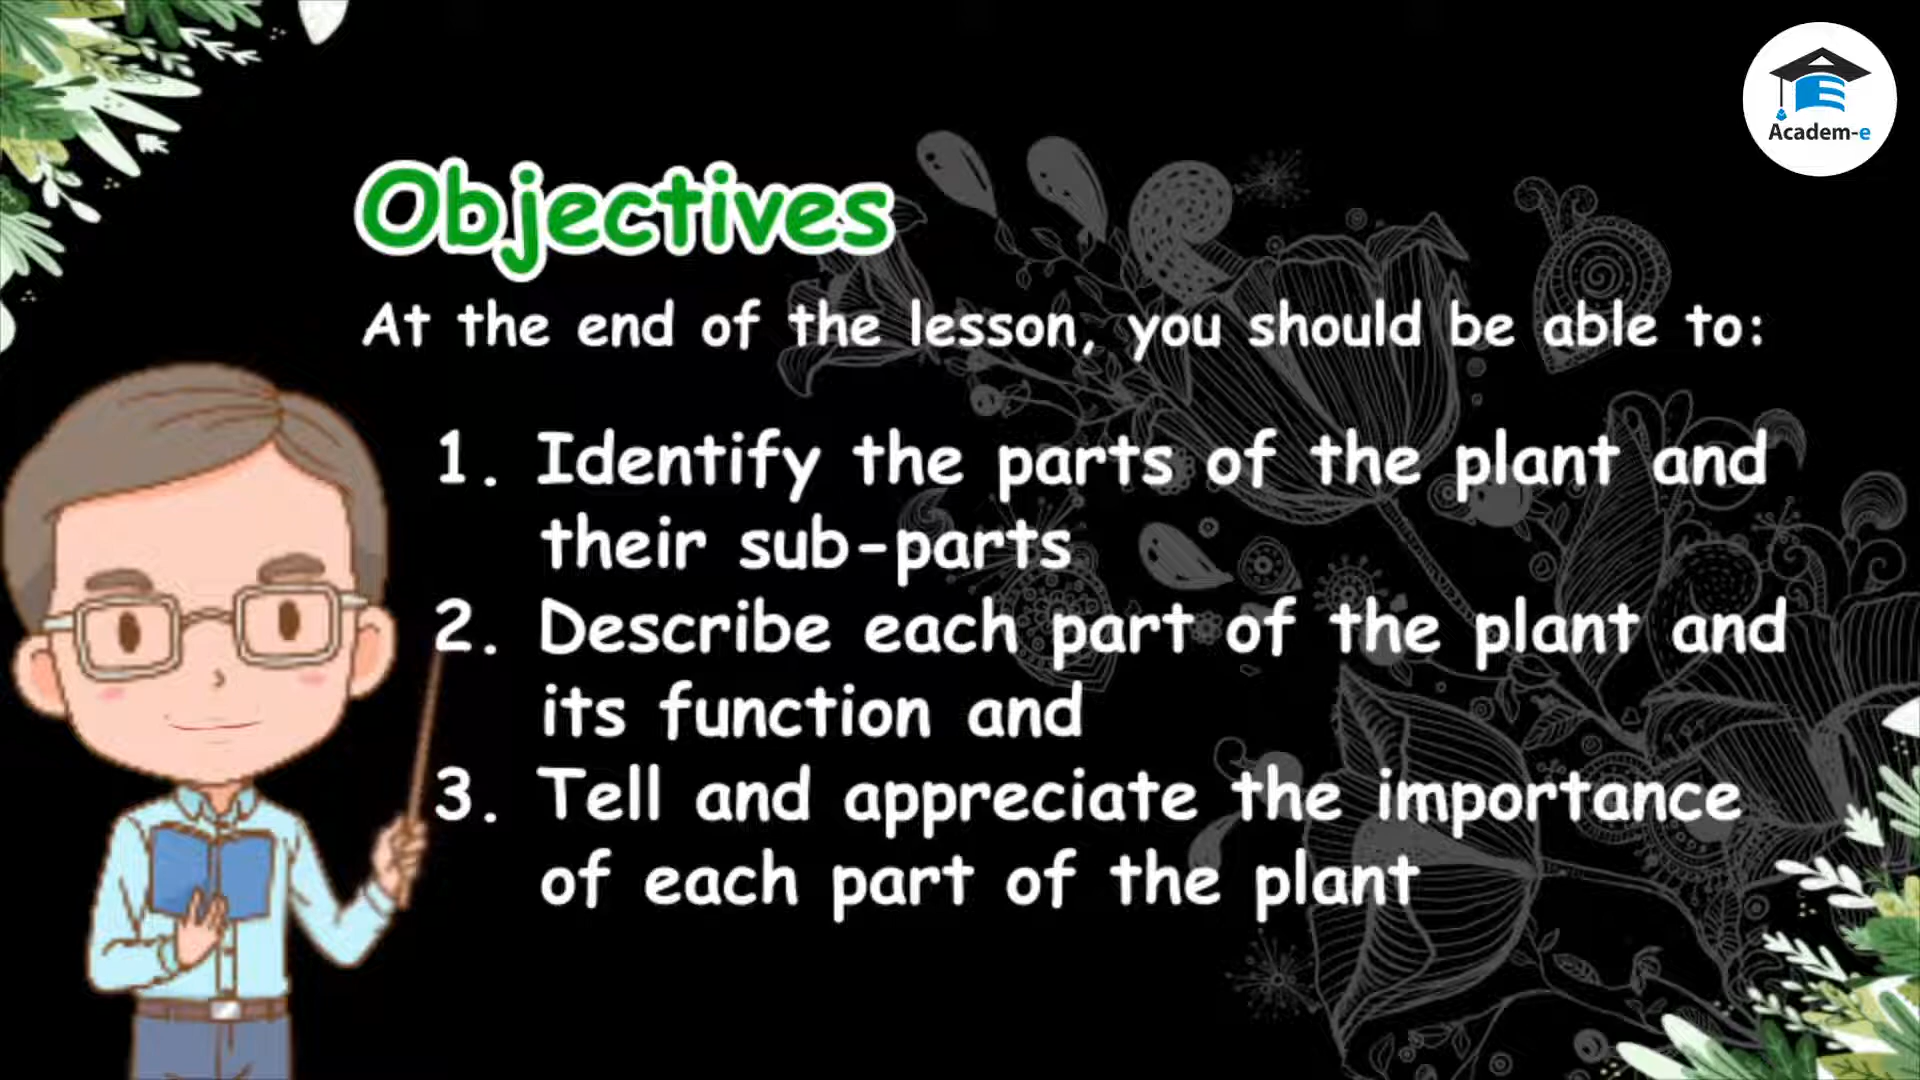 Academ-e
Objectives
At the end of the lesson, you should be able to:
1. Identify the parts of the plant and
their sub-parts
2. Describe each part of the plant and
its function and
3. Tell and appreciate the importance
of each part of the plant